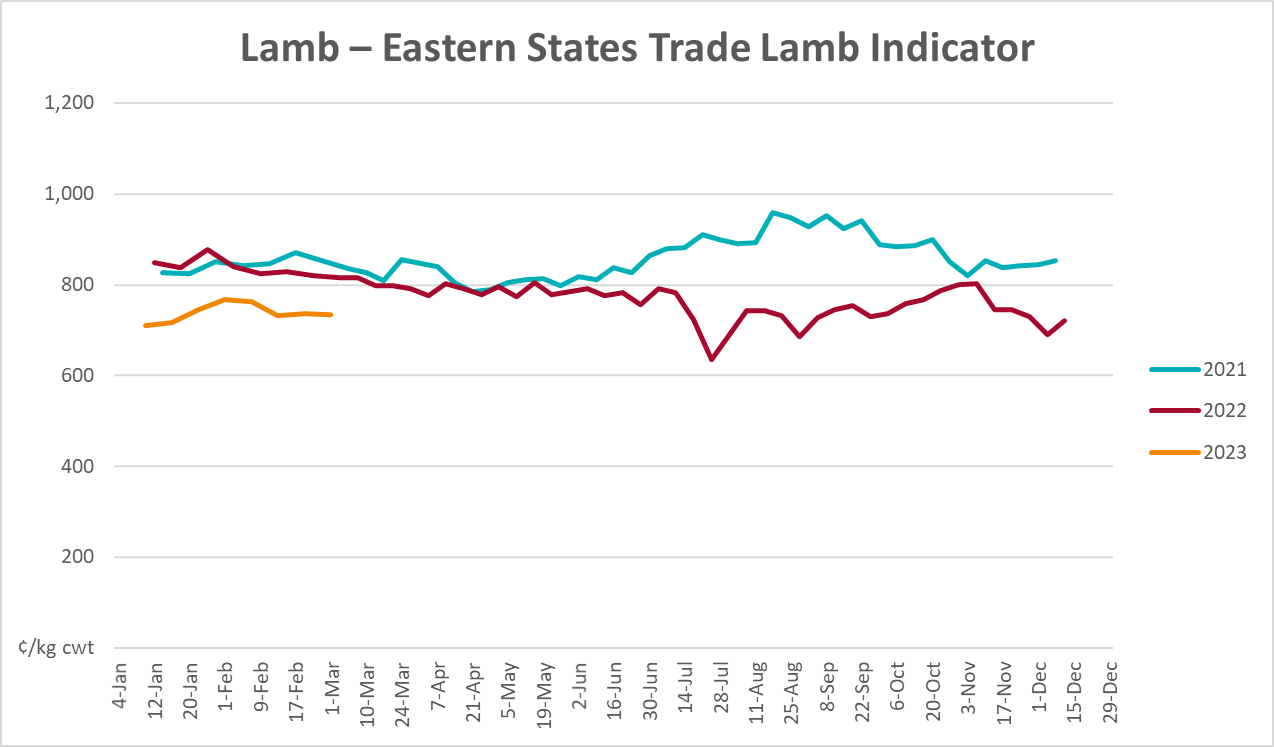 Lamb – Eastern States Trade Lamb Indicator
1,200
1,000
800
600
400
200
¢/kg cwt
4-Jan
12-Jan
20-Jan
1-Feb
9-Feb
17-Feb
1-Mar
10-Mar
24-Mar
7-Apr
21-Apr
5-May
19-May
2-Jun
16-Jun
30-Jun
14-Jul
28-Jul
11-Aug
25-Aug
8-Sep
22-Sep
6-Oct
20-Oct
3-Nov
17-Nov
1-Dec
15-Dec
29-Dec
2021
2022
2023